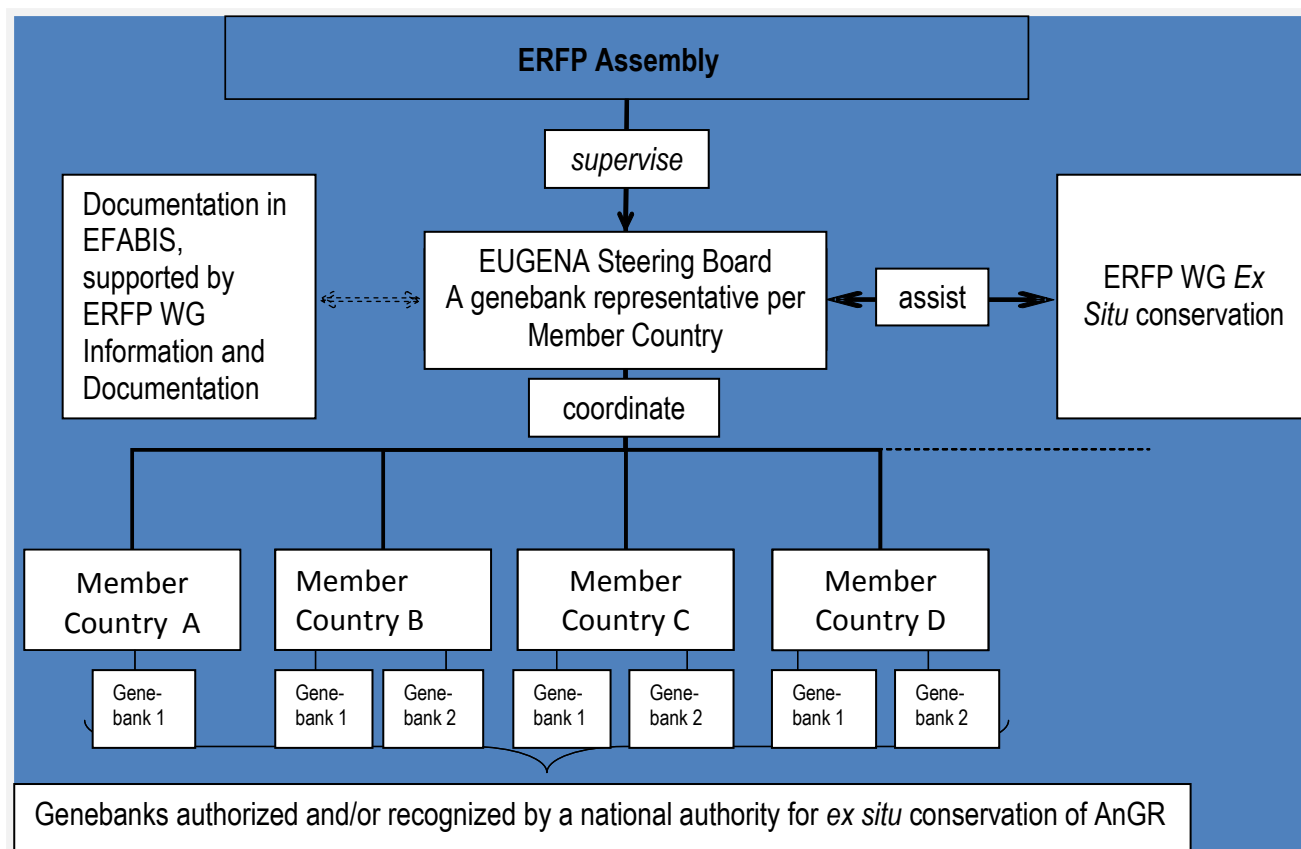 ERFP Assembly
supervise
Documentation in
EFABIS,
supported by
ERFP WG
Information and
Documentation
EUGENA Steering Board
A genebank representative per
Member Country
assist
ERFP WG Ex
Situ conservation
coordinate
Member
Country A
Member
Country B
Member
Country C
Member
Country D
Gene-
bank 1
Gene-
bank 1
Gene-
bank 2
Gene-
bank 1
Gene-
bank 2
Gene-
bank 1
Gene-
bank 2
Genebanks authorized and/or recognized by a national authority for ex situ conservation of AnGR